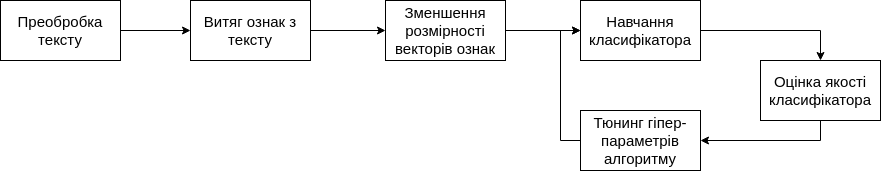 Преобробка
тексту
Витяг ознак з
тексту
Зменшення
розмірності
векторів ознак
Навчання
класифікатора
Оцінка якості
класифікатора
Тюнинг гіпер-
параметрів
алгоритму